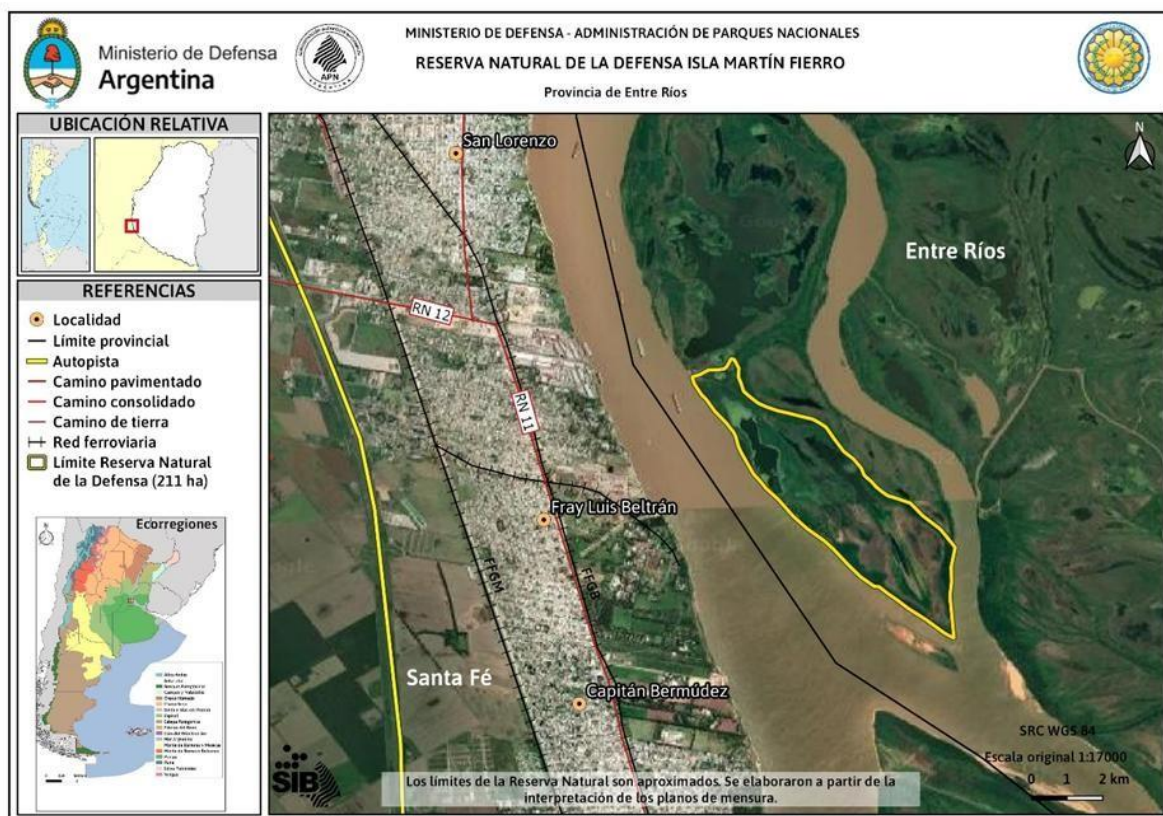 Ministerio de Defensa
Argentina
APN
MINISTERIO DE DEFENSA - ADMINISTRACIÓN DE PARQUES NACIONALES
RESERVA NATURAL DE LA DEFENSA ISLA MARTÍN FIERRO
Provincia de Entre Ríos
UBICACIÓN RELATIVA
REFERENCIAS
Localidad
Límite provincial
Autopista
Camino pavimentado
Camino consolidado
Camino de tierra
Red ferroviaria
Límite Reserva Natural
de la Defensa (211 ha)
Ecorregiones
N
San Lorenzo
Entre Ríos
RN 12
RN 11
Fray Luis Beltrán
FFGM
FFGB
Santa Fé
Capitán Bermúdez
SRC WGS 84
Escala original 1:17000
0 1 2 km
SIB
Los límites de la Reserva Natural son aproximados. Se elaboraron a partir de la
interpretación de los planos de mensura.